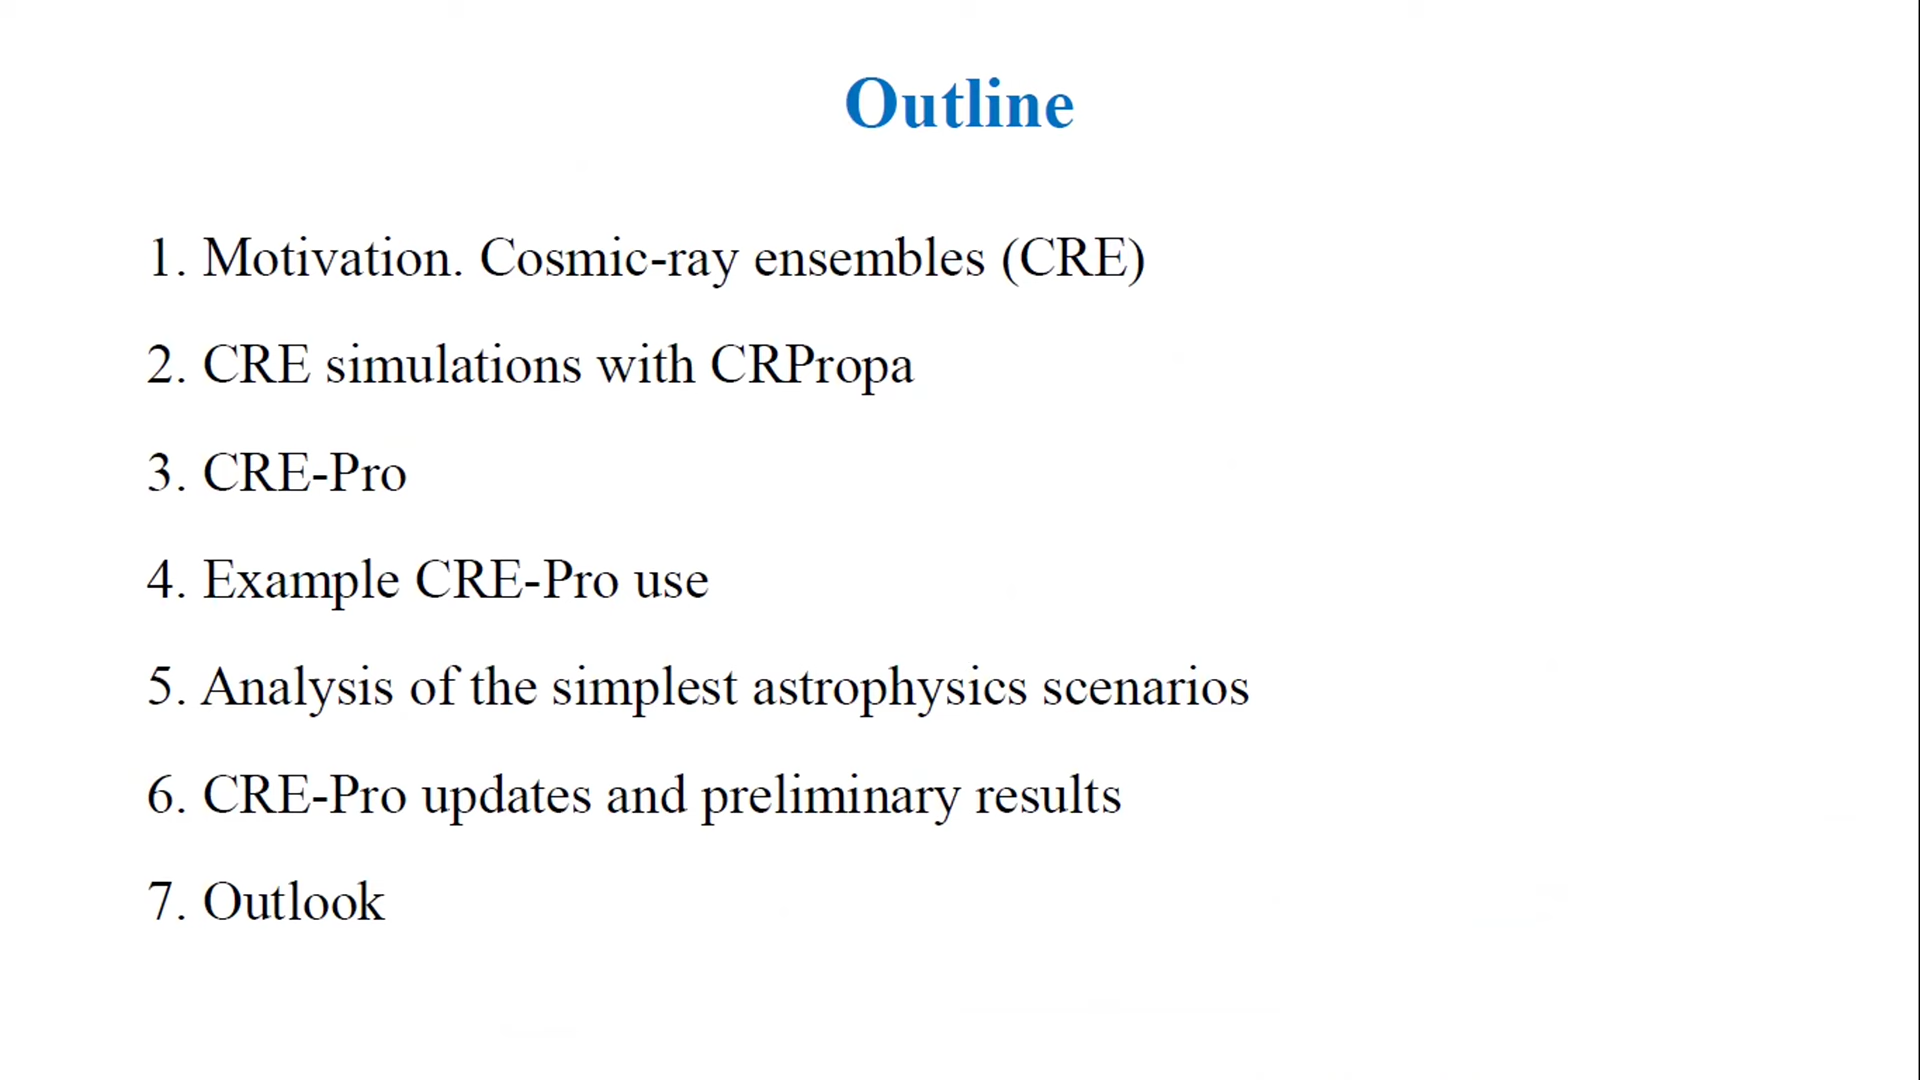 Outline
1. Motivation. Cosmic-ray ensembles (CRE)
2. CRE simulations with CRPropa
3. CRE-Pro
4. Example CRE-Pro use
5. Analysis of the simplest astrophysics scenarios
6. CRE-Pro updates and preliminary results
7. Outlook